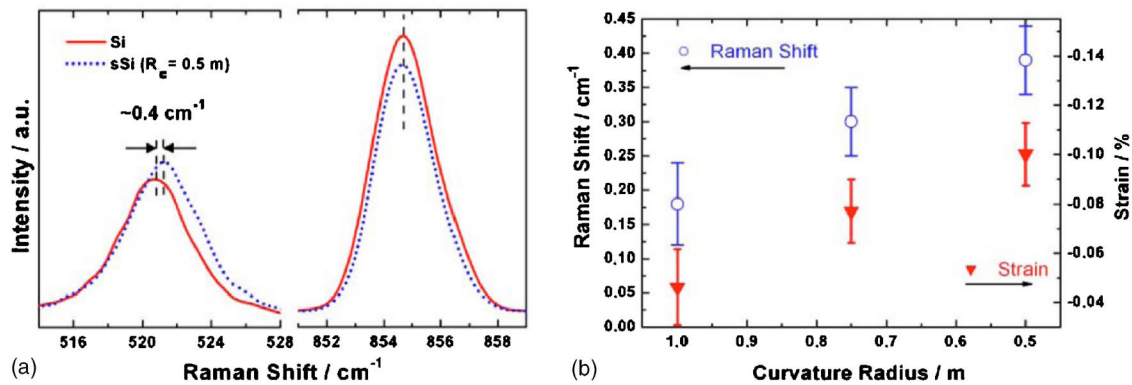 Si
sSi (R_E = 0.5 m)
~0.4 cm⁻¹
Intensity / a.u.
516 520 524 528 852 854 856 858
Raman Shift / cm⁻¹
(a)
0.45
0.40
0.35
0.30
0.25
0.20
0.15
0.10
0.05
0.00
Raman Shift / cm⁻¹
Raman Shift
Strain
-0.14
-0.12
-0.10
-0.08
-0.06
-0.04
Strain / %
1.0 0.9 0.8 0.7 0.6 0.5
Curvature Radius / m
(b)